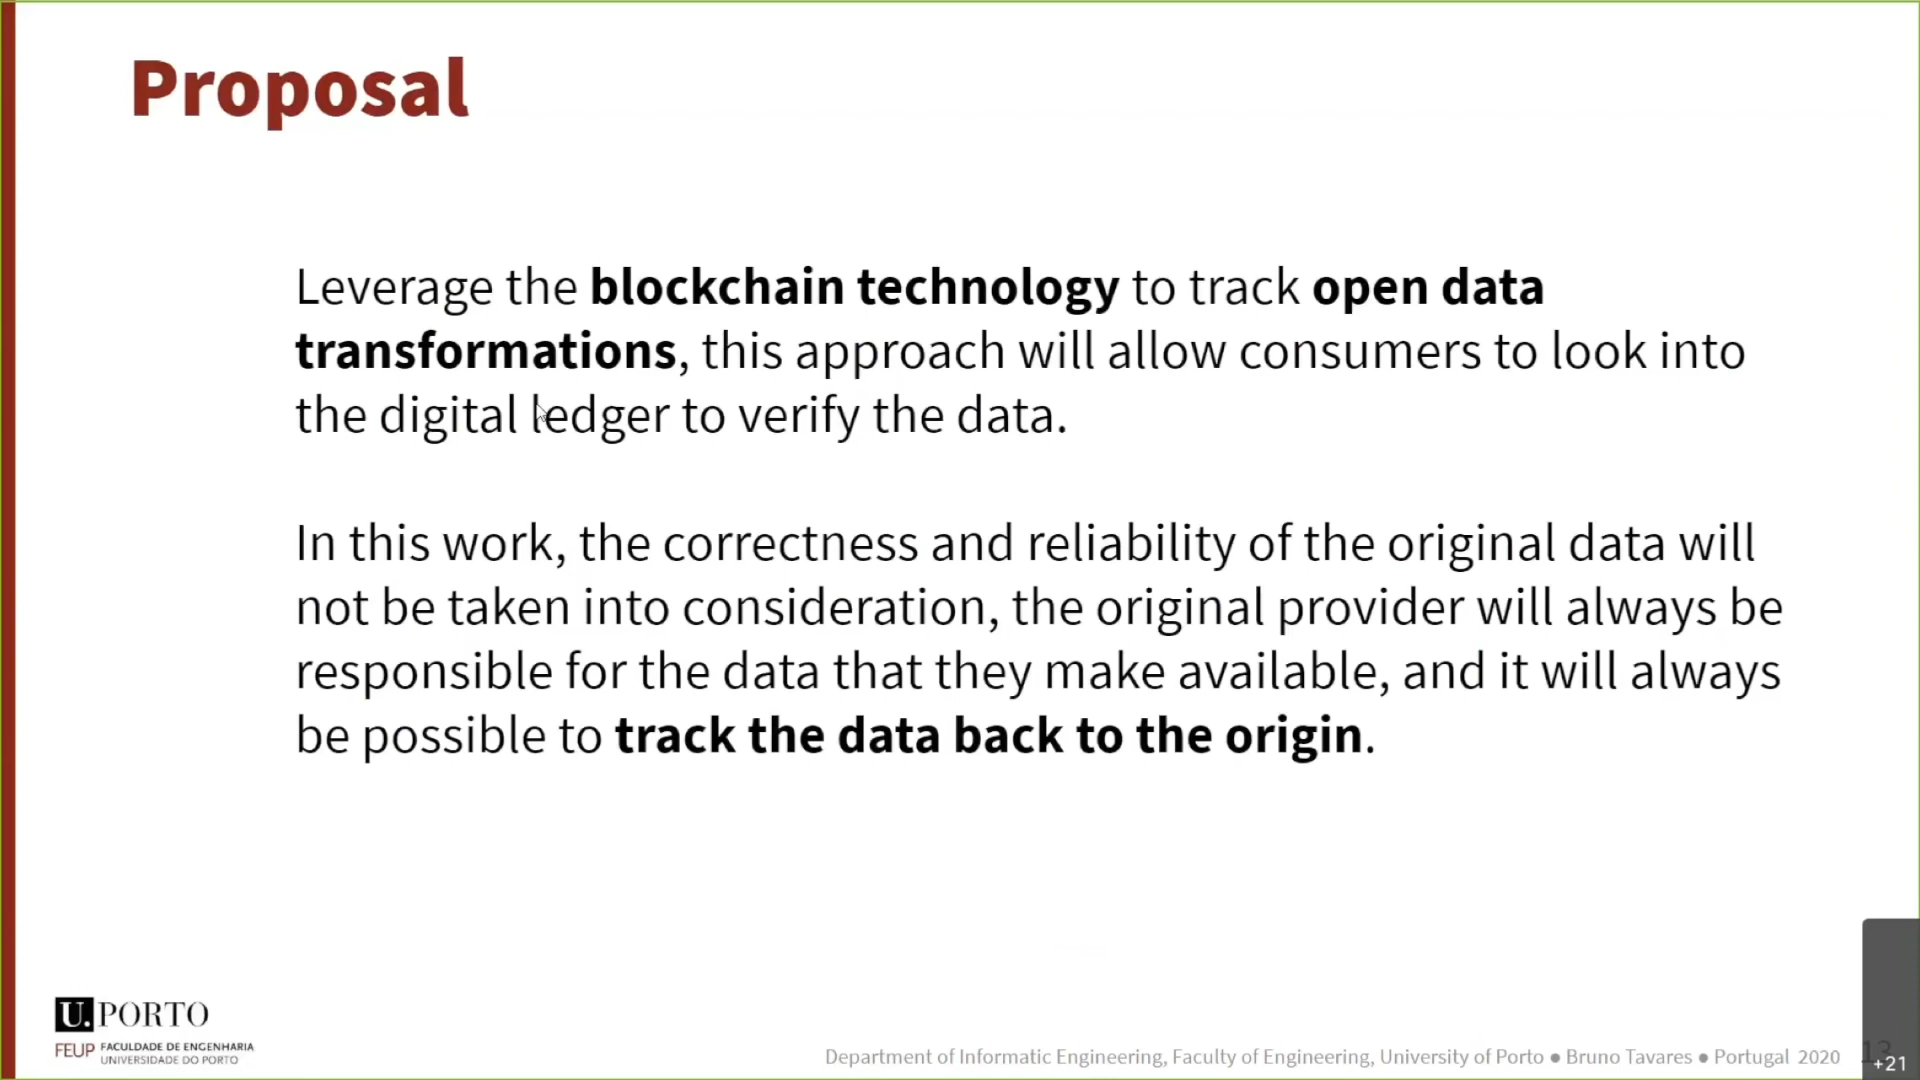 Proposal
Leverage the blockchain technology to track open data
transformations, this approach will allow consumers to look into
the digital ledger to verify the data.
In this work, the correctness and reliability of the original data will
not be taken into consideration, the original provider will always be
responsible for the data that they make available, and it will always
be possible to track the data back to the origin.
U. PORTO
FEUP FACULDADE DE ENGENHARIA
UNIVERSIDADE DO PORTO
Department of Informatic Engineering, Faculty of Engineering, University of Porto ● Bruno Tavares ● Portugal 2020
13
+21